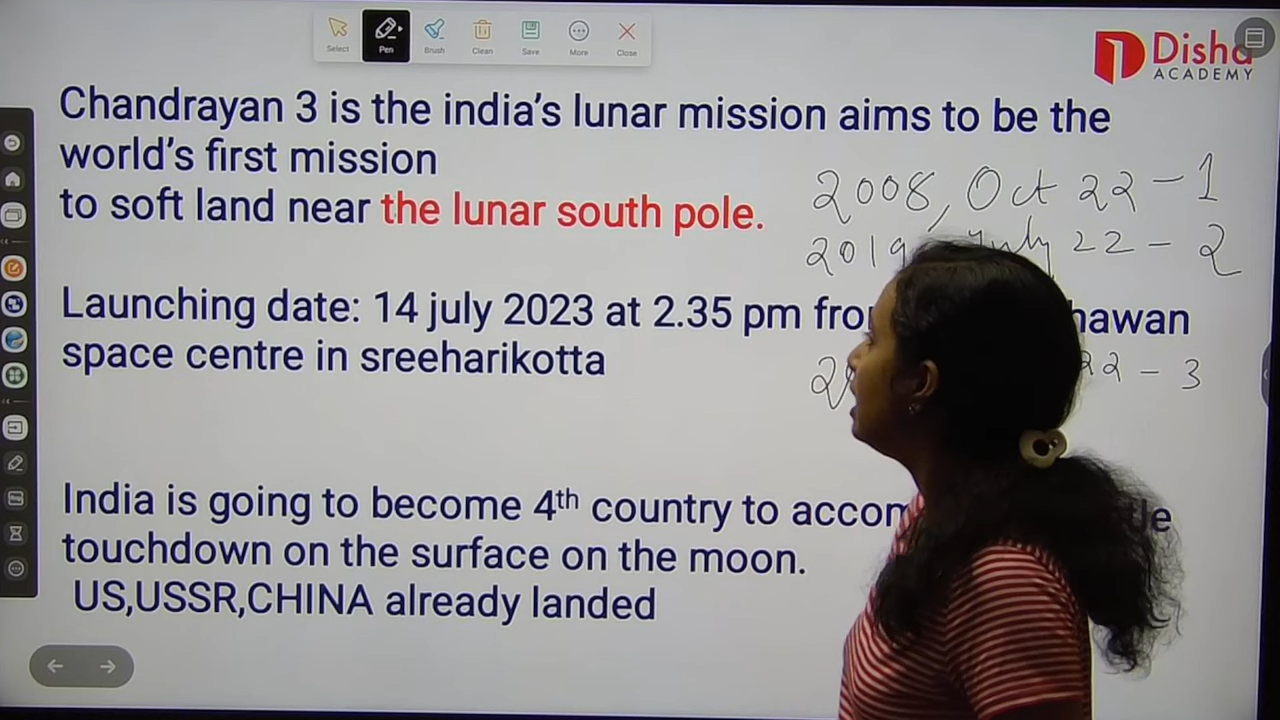 Select Pen Brush Clean Save More Close
Disha
ACADEMY
Chandrayan 3 is the india's lunar mission aims to be the
world's first mission
to soft land near the lunar south pole.
2008, Oct 22 - 1
2019 July 22 - 2
Launching date: 14 july 2023 at 2.35 pm
space centre in sreeharikotta
22 - 3
India is going to become 4th country to
touchdown on the surface on the moon.
US,USSR,CHINA already landed